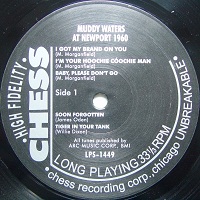 MUDDY WATERS
AT NEWPORT 1960
I GOT MY BRAND ON YOU
(M. Morganfield)
I'M YOUR HOOCHIE COOCHIE MAN
(M. Morganfield)
BABY, PLEASE DON'T GO
(M. Morganfield)
Side 1
SOON FORGOTTEN
(James Oden)
TIGER IN YOUR TANK
(Willie Dixon)
All tunes published by
ARC MUSIC CORP. BMI
LPS-1449
HIGH FIDELITY
CHESS
LONG PLAYING 33⅓ RPM
•chess recording corp..chicago UNBREAKABLE•